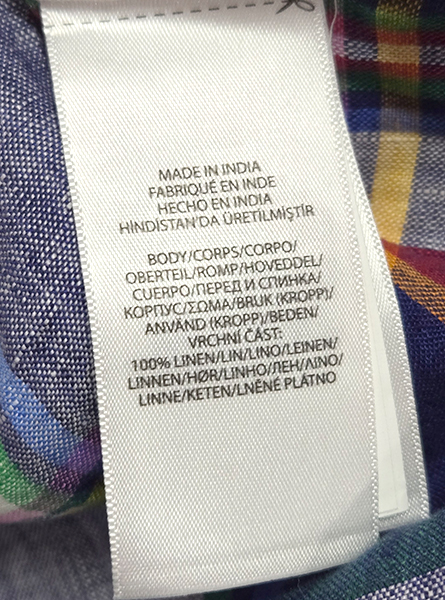 MADE IN INDIA
FABRIQUÉ EN INDE
HECHO EN INDIA
HİNDİSTAN'DA ÜRETİLMİŞTİR
BODY/CORPS/CORPO/
OBERTEIL/ROMP/HOVEDDEL/
CUERPO/ПЕРЕД И СПИНКА/
КОРПУС/ΣΩΜΑ/BRUK (KROPP)/
ANVÄND (KROPP)/BEDEN/
VRCHNÍ ČÁST:
100% LINEN/LIN/LINO/LEINEN/
LINNEN/HØR/LINHO/ЛЕН/ΛΙΝΟ/
LINNE/KETEN/LNĚNÉ PLÁTNO